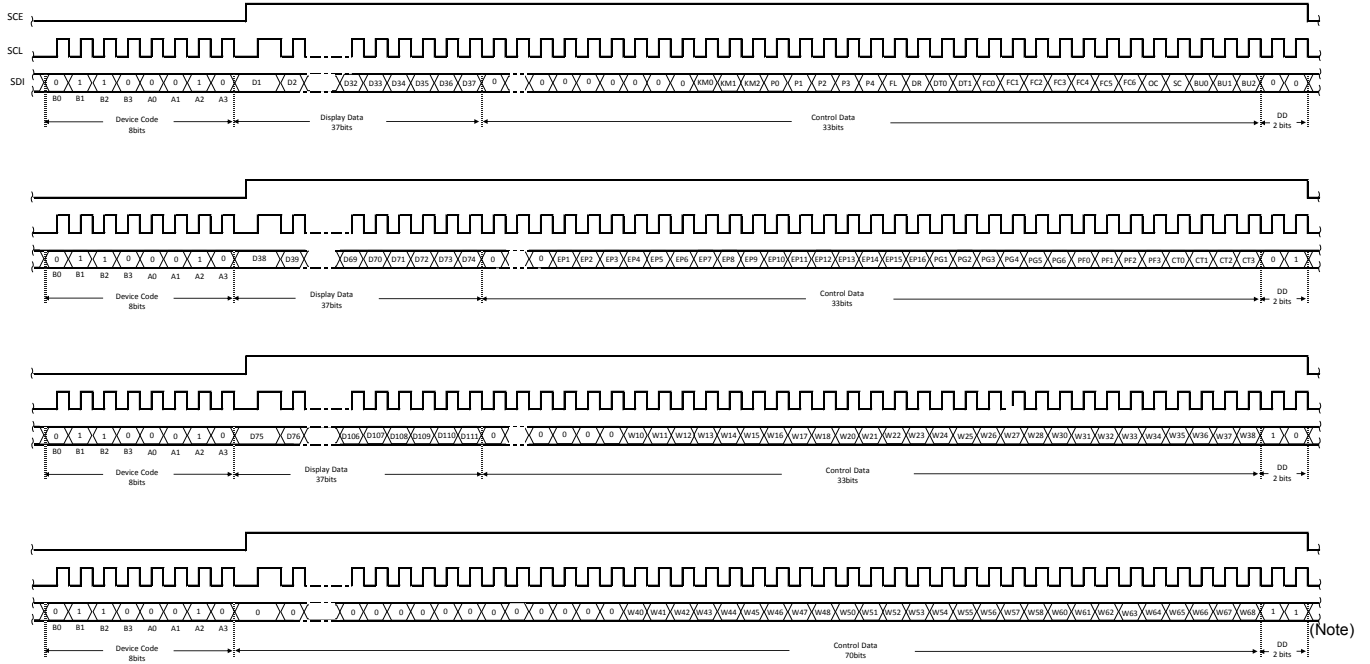 SCE
SCL
SDI 0 1 1 0 0 0 1 0 D1 D2 D32 D33 D34 D35 D36 D37 0 0 0 0 0 0 0 0 KM0 KM1 KM2 P0 P1 P2 P3 P4 FL DR DT0 DT1 FC0 FC1 FC2 FC3 FC4 FC5 FC6 OC SC BU0 BU1 BU2 0 0
B0 B1 B2 B3 A0 A1 A2 A3
Device Code
8bits
Display Data
37bits
Control Data
33bits
DD
2 bits
0 1 1 0 0 0 1 0 D38 D39 D69 D70 D71 D72 D73 D74 0 0 EP1 EP2 EP3 EP4 EP5 EP6 EP7 EP8 EP9 EP10 EP11 EP12 EP13 EP14 EP15 EP16 PG1 PG2 PG3 PG4 PG5 PG6 PF0 PF1 PF2 PF3 CT0 CT1 CT2 CT3 0 1
B0 B1 B2 B3 A0 A1 A2 A3
Device Code
8bits
Display Data
37bits
Control Data
33bits
DD
2 bits
0 1 1 0 0 0 1 0 D75 D76 D106 D107 D108 D109 D110 D111 0 0 0 0 0 W10 W11 W12 W13 W14 W15 W16 W17 W18 W20 W21 W22 W23 W24 W25 W26 W27 W28 W30 W31 W32 W33 W34 W35 W36 W37 W38 1 0
B0 B1 B2 B3 A0 A1 A2 A3
Device Code
8bits
Display Data
37bits
Control Data
33bits
DD
2 bits
0 1 1 0 0 0 1 0 0 0 0 0 0 0 0 0 0 0 0 0 0 0 W40 W41 W42 W43 W44 W45 W46 W47 W48 W50 W51 W52 W53 W54 W55 W56 W57 W58 W60 W61 W62 W63 W64 W65 W66 W67 W68 1 1
B0 B1 B2 B3 A0 A1 A2 A3
(Note)
Device Code
8bits
Control Data
70bits
DD
2 bits